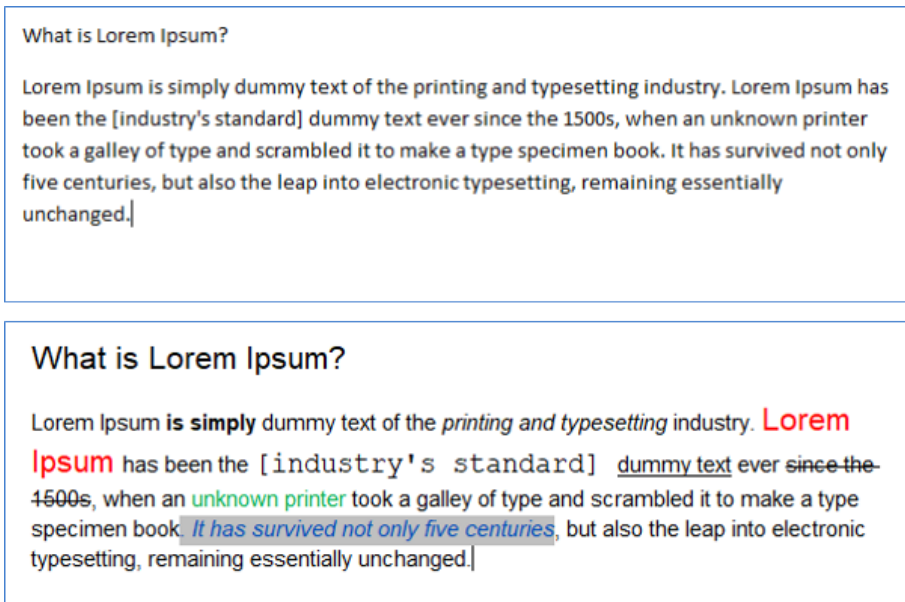 What is Lorem Ipsum?
Lorem Ipsum is simply dummy text of the printing and typesetting industry. Lorem Ipsum has
been the [industry's standard] dummy text ever since the 1500s, when an unknown printer
took a galley of type and scrambled it to make a type specimen book. It has survived not only
five centuries, but also the leap into electronic typesetting, remaining essentially
unchanged.
What is Lorem Ipsum?
Lorem Ipsum is simply dummy text of the printing and typesetting industry. Lorem
Ipsum has been the [industry's standard] dummy text ever since the
1500s, when an unknown printer took a galley of type and scrambled it to make a type
specimen book. It has survived not only five centuries, but also the leap into electronic
typesetting, remaining essentially unchanged.